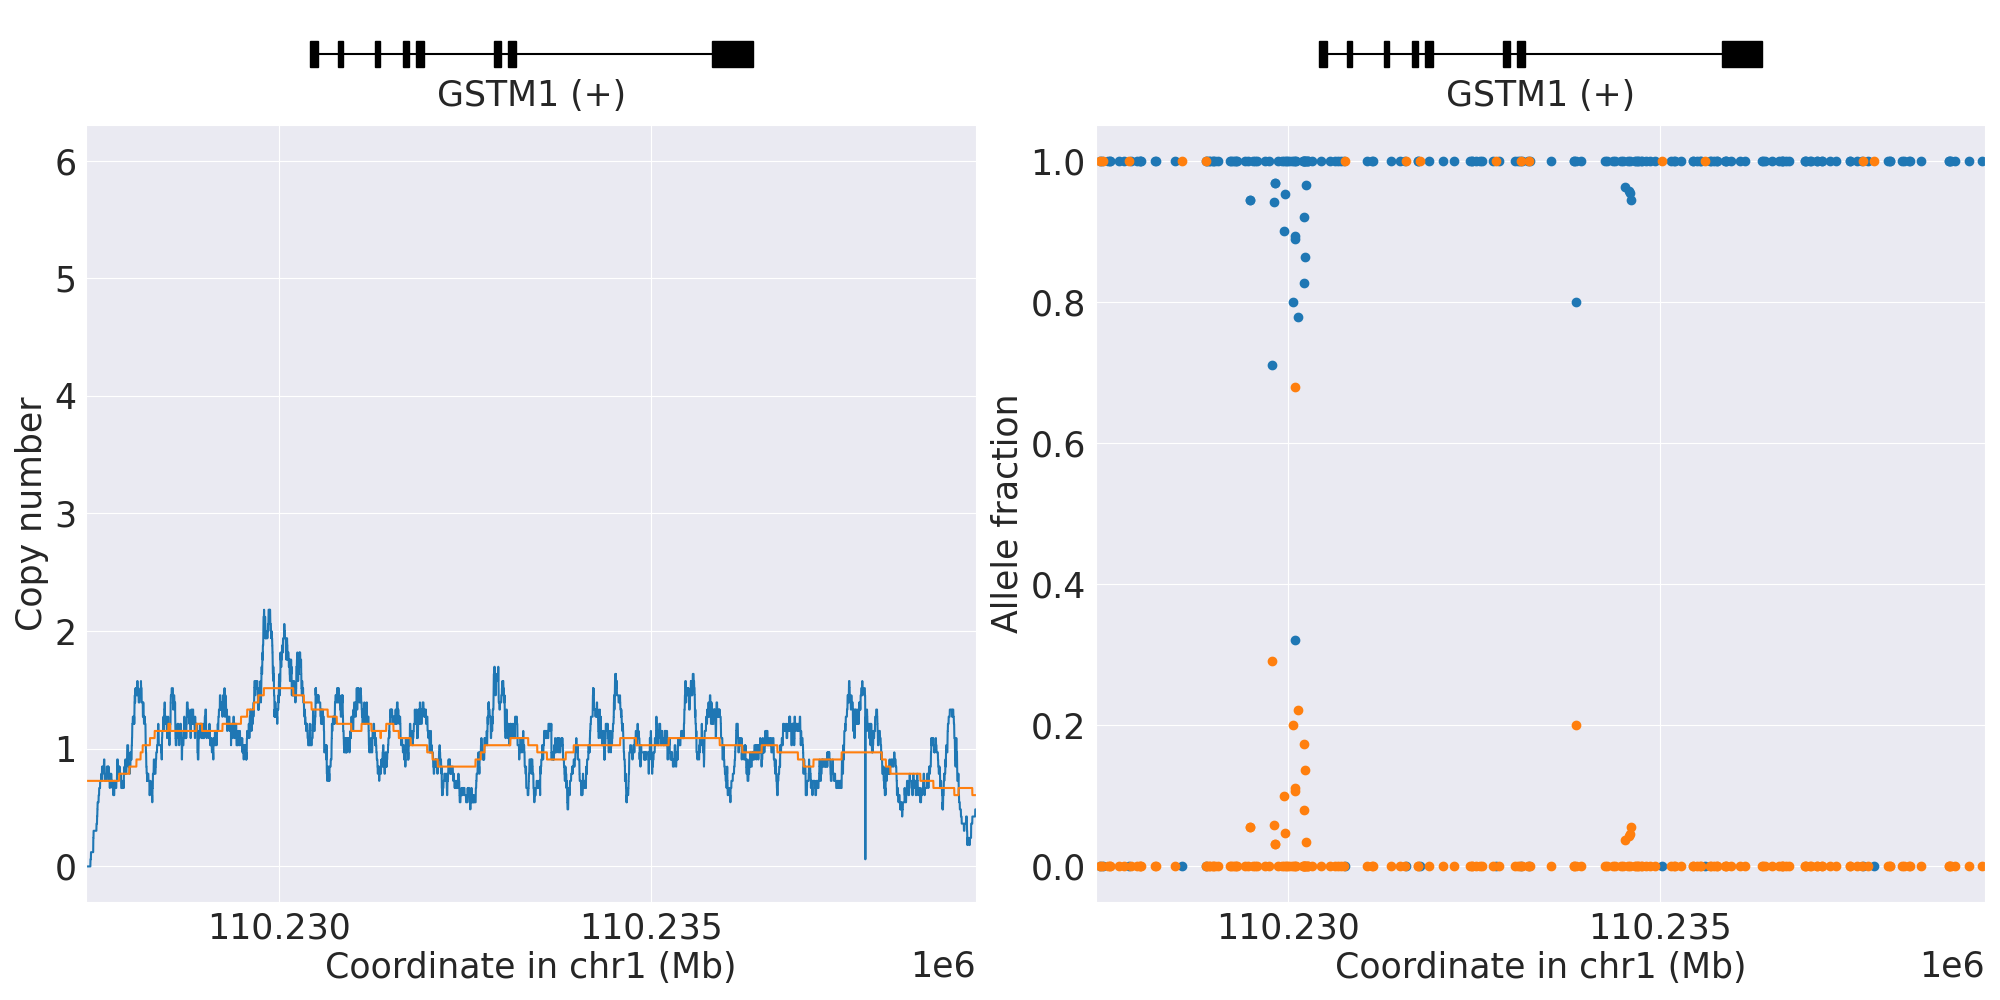 GSTM1 (+)
6
5
4
3
2
1
0
Copy number
110.230
110.235
Coordinate in chr1 (Mb)
1e6
GSTM1 (+)
1.0
0.8
0.6
0.4
0.2
0.0
Allele fraction
110.230
110.235
Coordinate in chr1 (Mb)
1e6